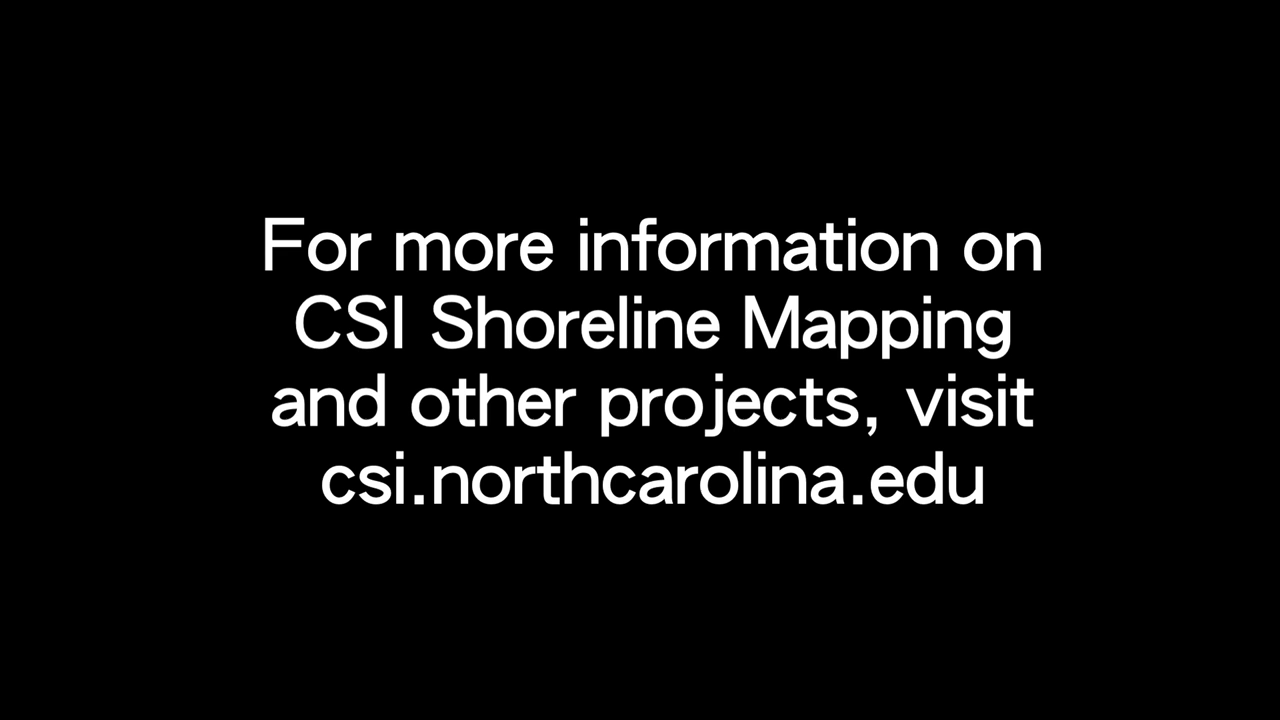 For more information on
CSI Shoreline Mapping
and other projects, visit
csi.northcarolina.edu